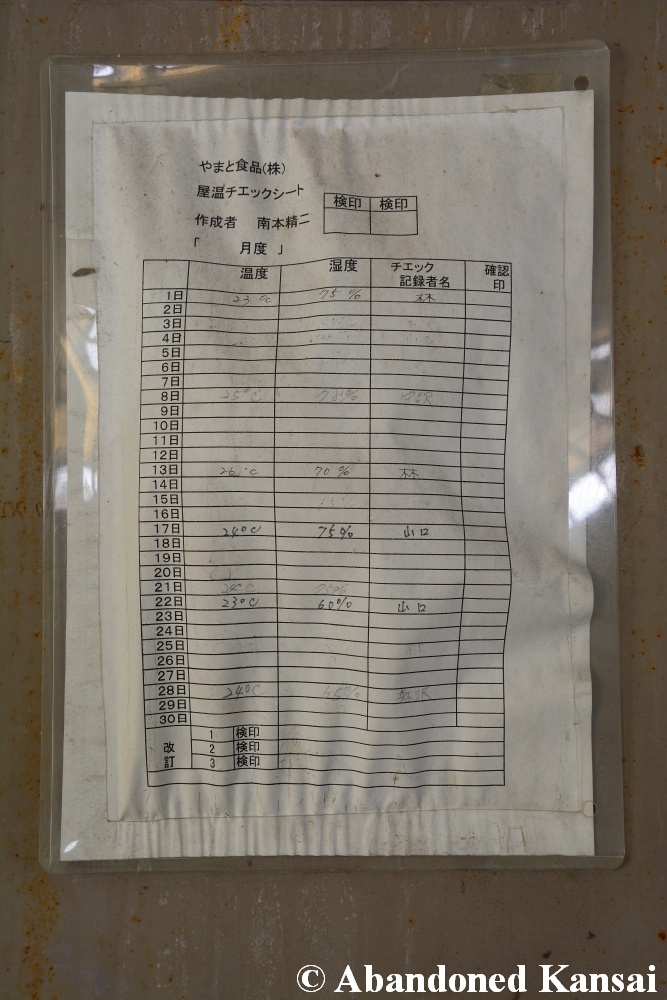 やまと食品(株)
屋温チエックシート
検印 検印
作成者 南本精二
「 月度 」
温度 湿度 チエック 記録者名 確認印
1日 23℃ 75% 林
2日
3日
4日
5日
6日
7日
8日 25℃ 78%
9日
10日
11日
12日
13日 26℃ 70% 林
14日
15日
16日
17日 24℃ 75% 山口
18日
19日
20日
21日 24℃
22日 23℃ 60% 山口
23日
24日
25日
26日
27日
28日 24℃ 65%
29日
30日
改訂
1 検印
2 検印
3 検印
© Abandoned Kansai